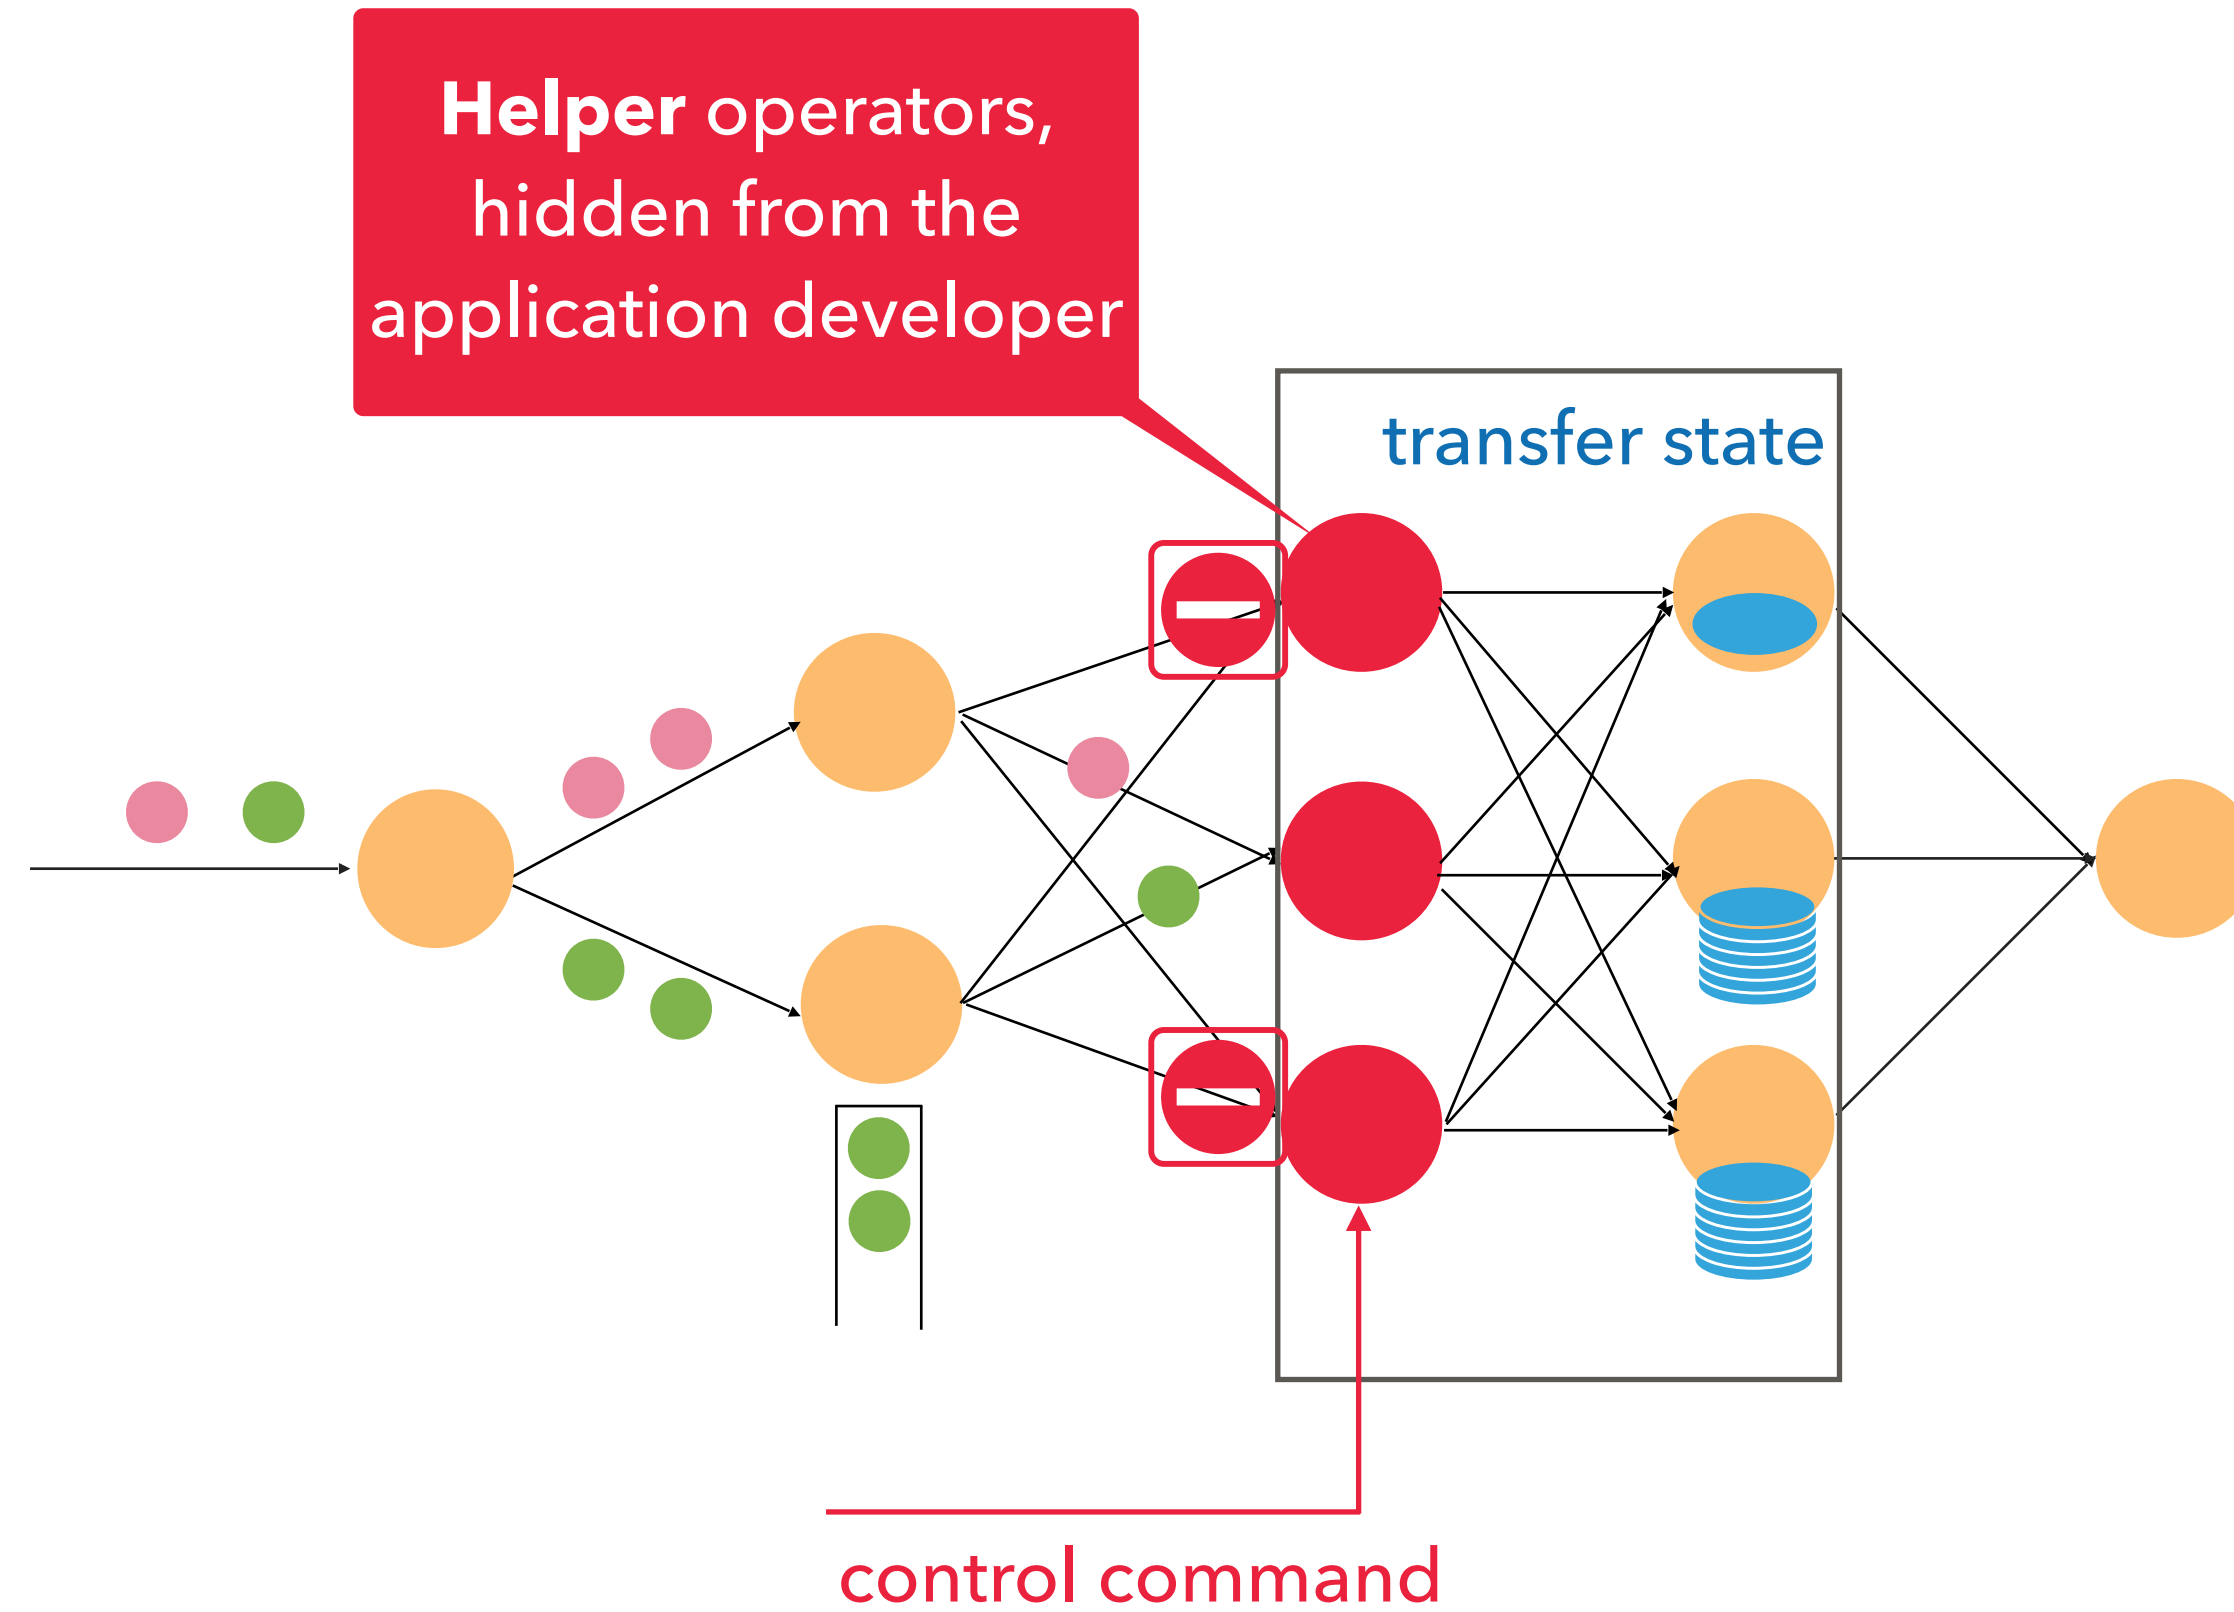 Helper operators,
hidden from the
application developer
transfer state
control command